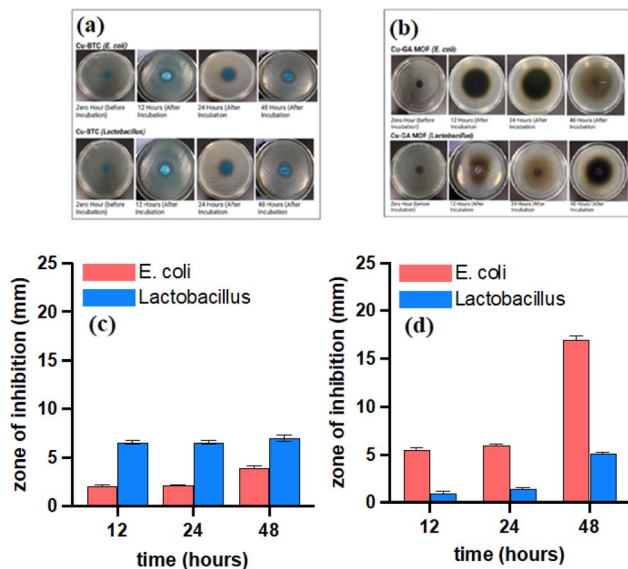 (a)
Cu-BTC (E. coli)
Zero Hour (before Incubation)
12 Hours (After Incubation
24 Hours (After Incubation
48 Hours (After Incubation
Cu-BTC (Lactobacillus)
Zero Hour (before Incubation)
12 Hours (After Incubation
24 Hours (After Incubation
48 Hours (After Incubation
(b)
Cu-GA MOF (E. coli)
Zero Hour (before Incubation)
12 Hours (After Incubation
24 Hours (After Incubation
48 Hours (After Incubation
Cu-GA MOF (Lactobacillus)
Zero Hour (before Incubation)
12 Hours (After Incubation
24 Hours (After Incubation
48 Hours (After Incubation
25
20
15
10
5
0
zone of inhibition (mm)
E. coli
Lactobacillus
(c)
12
24
48
time (hours)
25
20
15
10
5
0
zone of inhibition (mm)
E. coli
Lactobacillus
(d)
12
24
48
time (hours)